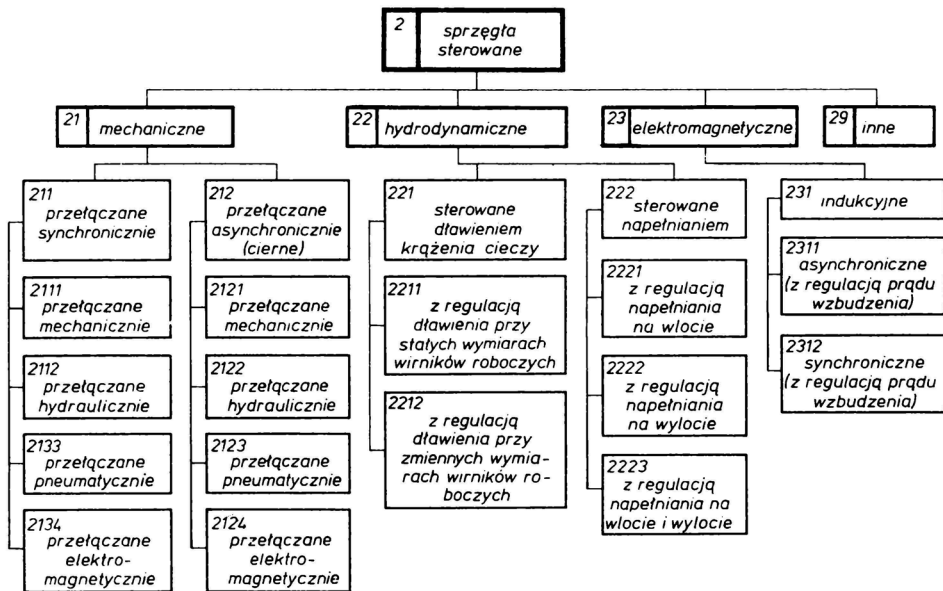 2
sprzęgła
sterowane
21
mechaniczne
22
hydrodynamiczne
23
elektromagnetyczne
29
inne
211
przełączane
synchronicznie
2111
przełączane
mechanicznie
2112
przełączane
hydraulicznie
2133
przełączane
pneumatycznie
2134
przełączane
elektro-
magnetycznie
212
przełączane
asynchronicznie
(cierne)
2121
przełączane
mechanicznie
2122
przełączane
hydraulicznie
2123
przełączane
pneumatycznie
2124
przełączane
elektro-
magnetycznie
221
sterowane
dławieniem
krążenia cieczy
2211
z regulacją
dławienia przy
stałych wymiarach
wirników roboczych
2212
z regulacją
dławienia przy
zmiennych wymia-
rach wirników ro-
boczych
222
sterowane
napełnianiem
2221
z regulacją
napełniania
na wlocie
2222
z regulacją
napełniania
na wylocie
2223
z regulacją
napełniania na
wlocie i wylocie
231
indukcyjne
2311
asynchroniczne
(z regulacją prądu
wzbudzenia)
2312
synchroniczne
(z regulacją prądu
wzbudzenia)